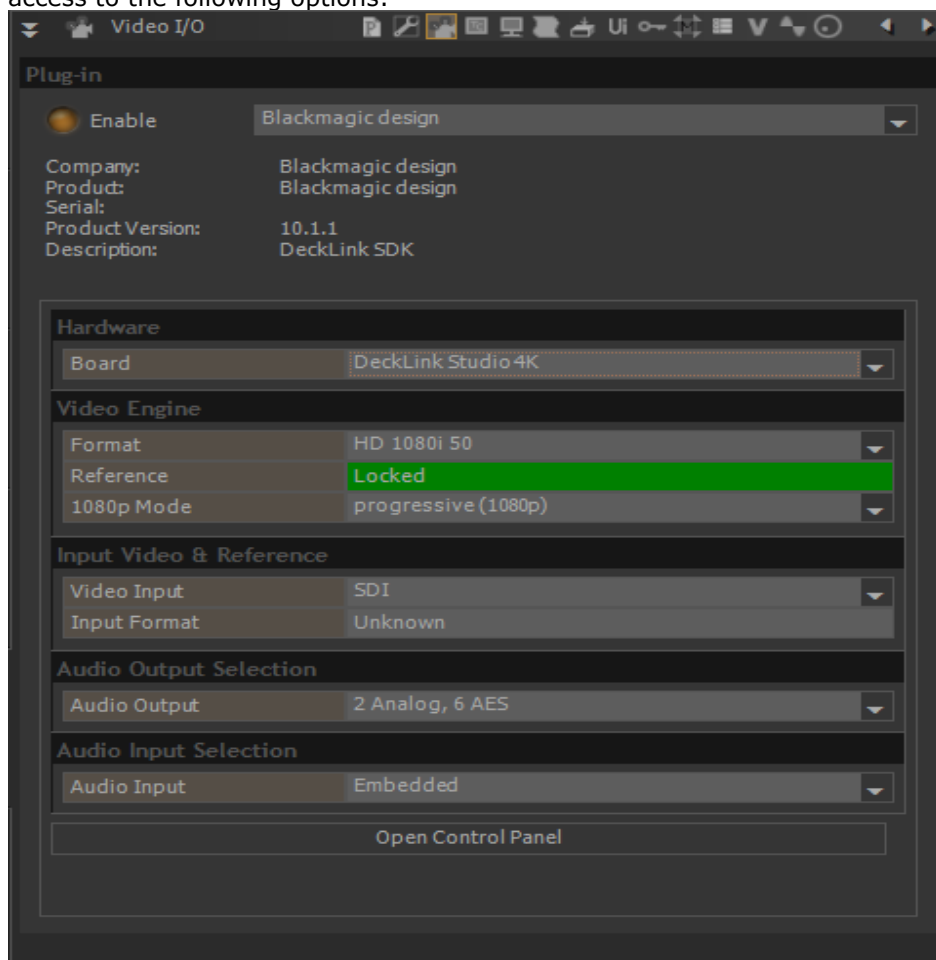 access to the following options:
Video I/O
Plug-in
Enable Blackmagic design
Company: Blackmagic design
Product: Blackmagic design
Serial:
Product Version: 10.1.1
Description: DeckLink SDK
Hardware
Board DeckLink Studio 4K
Video Engine
Format HD 1080i 50
Reference Locked
1080p Mode progressive (1080p)
Input Video & Reference
Video Input SDI
Input Format Unknown
Audio Output Selection
Audio Output 2 Analog, 6 AES
Audio Input Selection
Audio Input Embedded
Open Control Panel